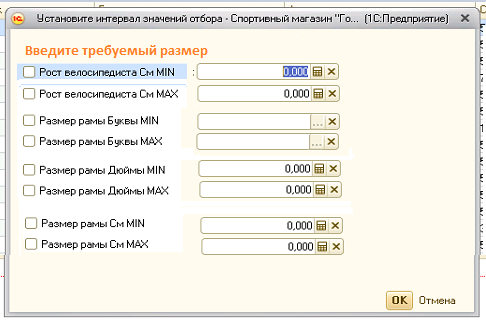 Установите интервал значений отбора - Спортивный магазин "Го... (1С:Предприятие)
Введите требуемый размер
Рост велосипедиста См MIN : 0,000
Рост велосипедиста См MAX 0,000
Размер рамы Буквы MIN ...
Размер рамы Буквы MAX ...
Размер рамы Дюймы MIN 0,000
Размер рамы Дюймы MAX 0,000
Размер рамы См MIN 0,000
Размер рамы См MAX 0,000
OK Отмена